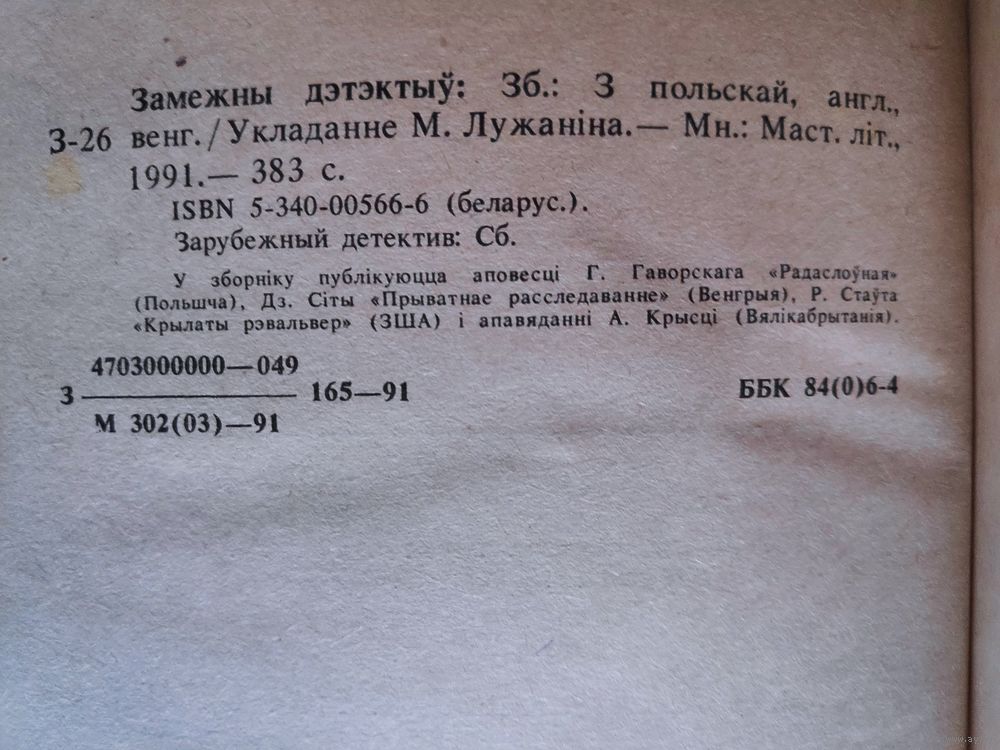 Замежны дэтэктыў: Зб.: З польскай, англ.,
З-26 венг. / Укладанне М. Лужаніна.— Мн.: Маст. літ.,
1991.— 383 с.
ISBN 5-340-00566-6 (беларус.).
Зарубежный детектив: Сб.
У зборніку публікуюцца аповесці Г. Гаворскага «Радаслоўная»
(Польшча), Дз. Сіты «Прыватнае расследаванне» (Венгрыя), Р. Стаўта
«Крылаты рэвальвер» (ЗША) і апавяданні А. Крысці (Вялікабрытанія).
4703000000—049
З 165—91 ББК 84(0)6-4
М 302(03)—91